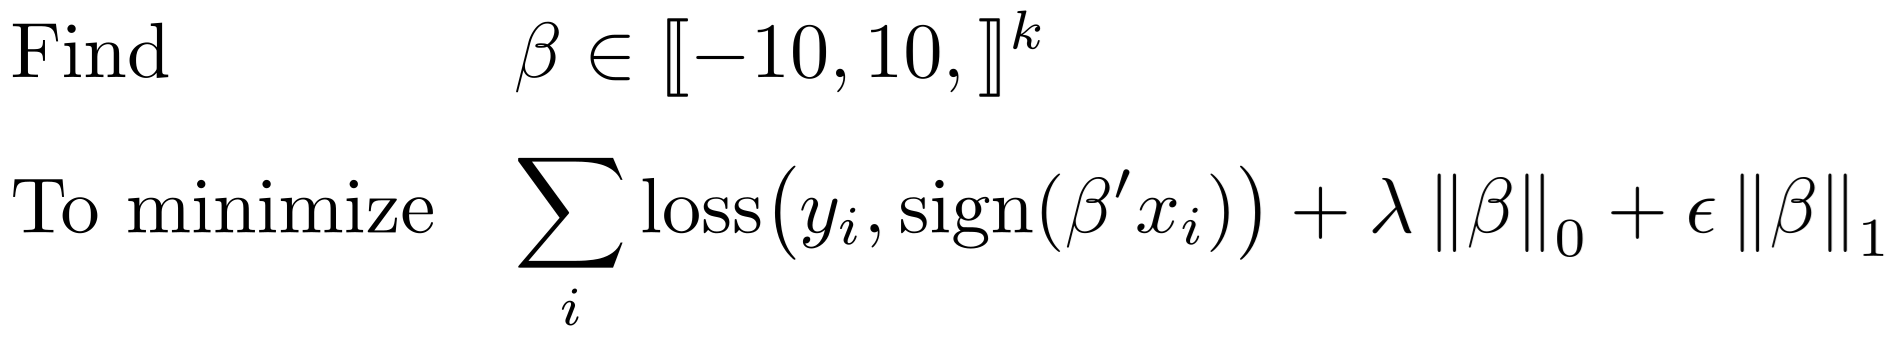 Find β ∈ ⟦−10, 10, ⟧^k
To minimize ∑_i loss(y_i, sign(β′x_i)) + λ ‖β‖_0 + ϵ ‖β‖_1